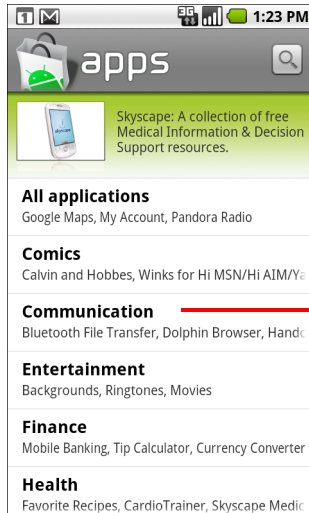 1
3G
1:23 PM
apps
Skyscape: A collection of free
Medical Information & Decision
Support resources.
All applications
Google Maps, My Account, Pandora Radio
Comics
Calvin and Hobbes, Winks for Hi MSN/Hi AIM/Ya
Communication
Bluetooth File Transfer, Dolphin Browser, Handc
Entertainment
Backgrounds, Ringtones, Movies
Finance
Mobile Banking, Tip Calculator, Currency Converter
Health
Favorite Recipes, CardioTrainer, Skyscape Medic